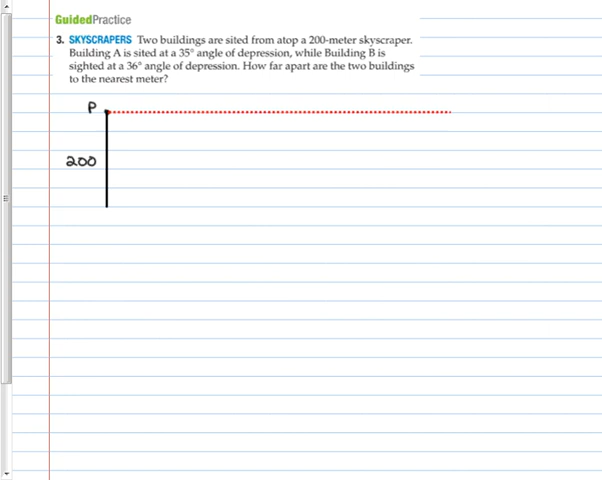 GuidedPractice
3. SKYSCRAPERS Two buildings are sited from atop a 200-meter skyscraper.
Building A is sited at a 35° angle of depression, while Building B is
sighted at a 36° angle of depression. How far apart are the two buildings
to the nearest meter?
P
200